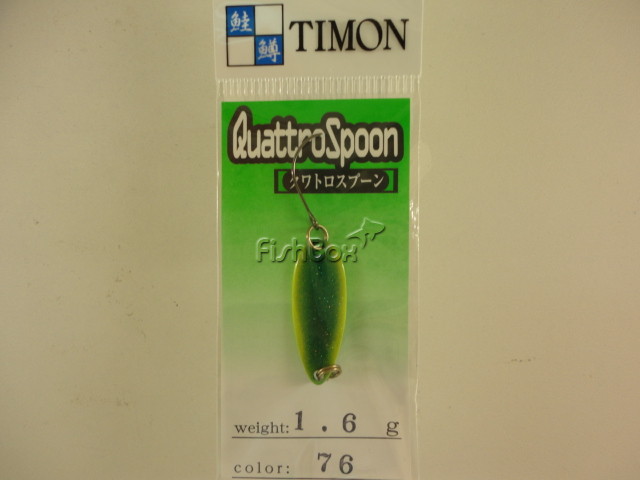 鮭
鱒
TIMON
QuattroSpoon
クワトロスプーン
FishBox
weight: 1.6 g
color: 76